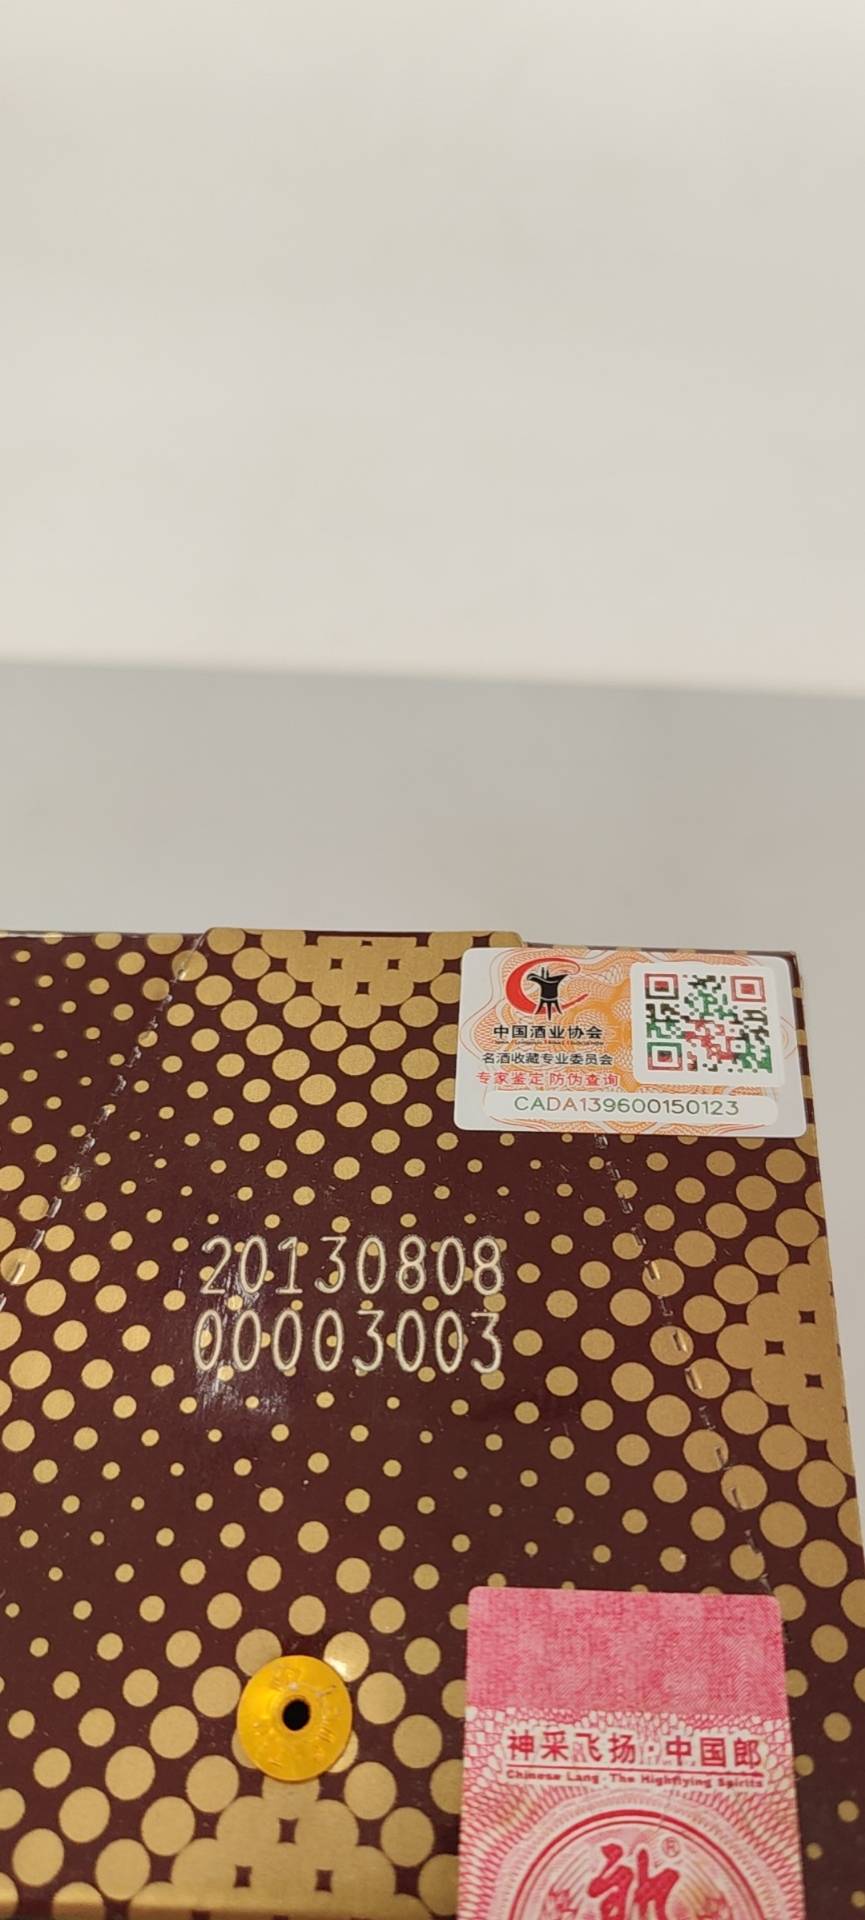 中国酒业协会
名酒收藏专业委员会
专家鉴定 防伪查询
CADA139600150123
20130808
00003003
神采飞扬·中国郎
Chinese Lang·The Highflying Spirits
郎®